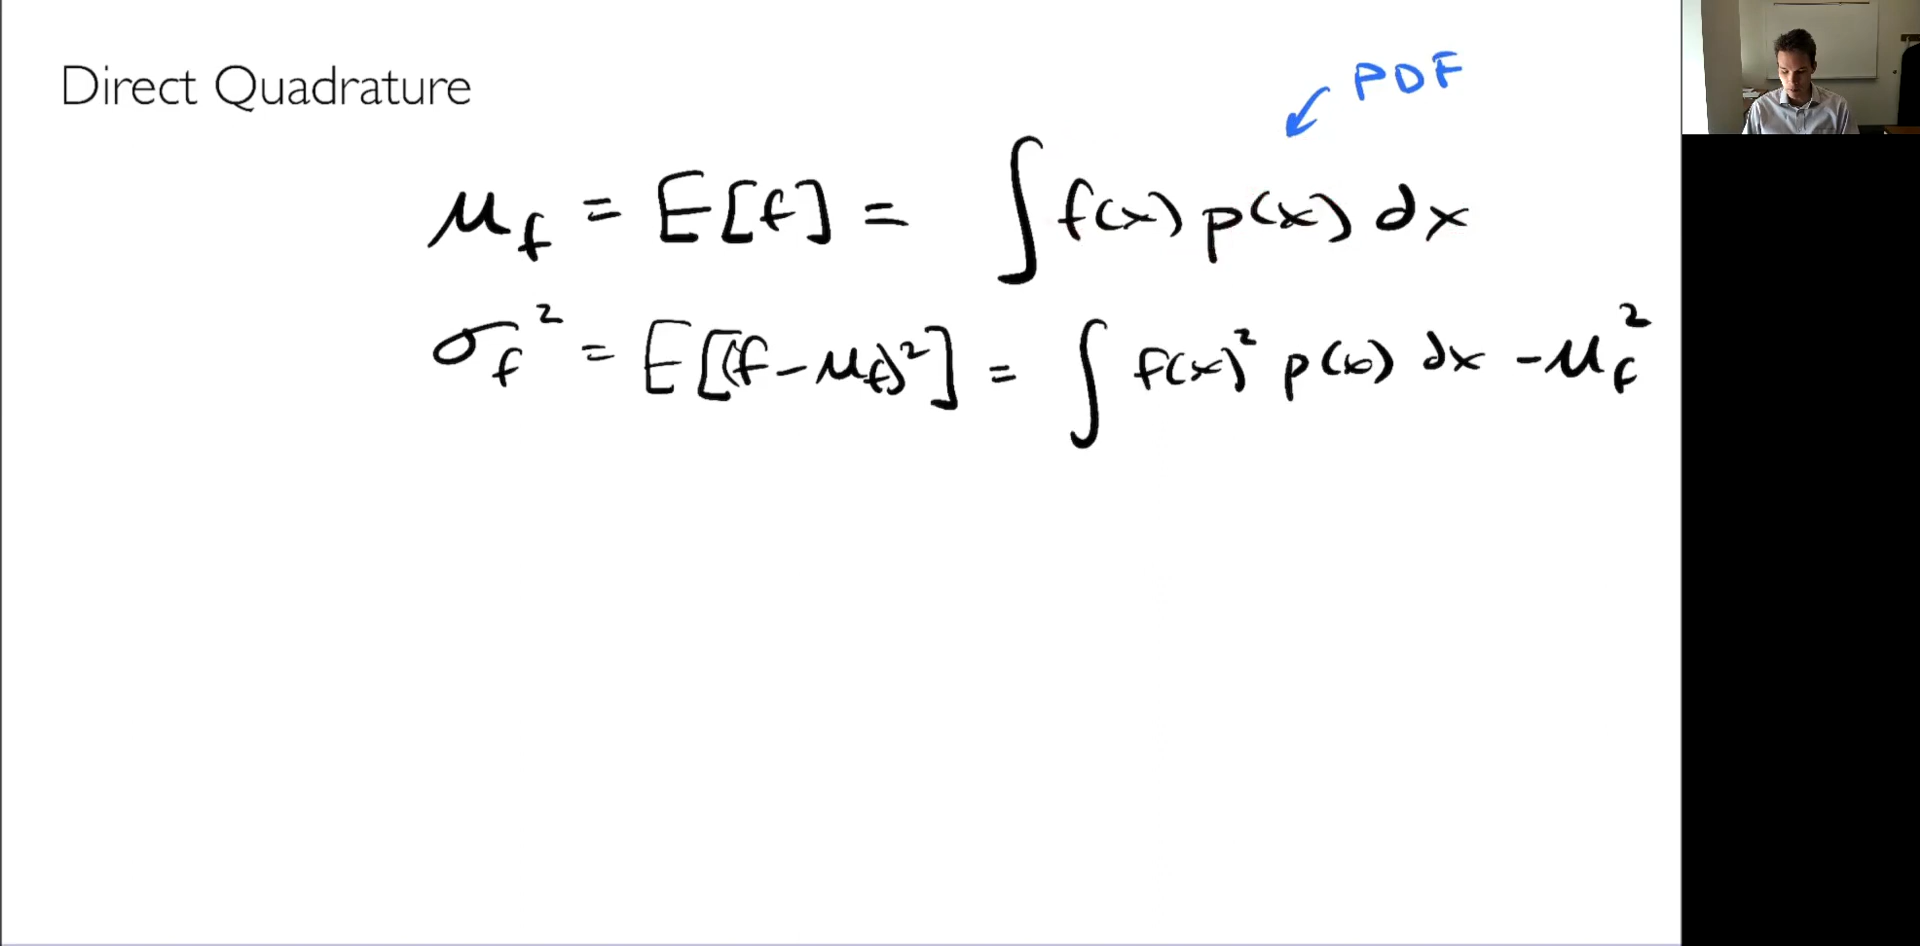 Direct Quadrature
PDF
μ_f = E[f] = ∫ f(x) p(x) dx
σ_f² = E[(f - μ_f)²] = ∫ f(x)² p(x) dx - μ_f²